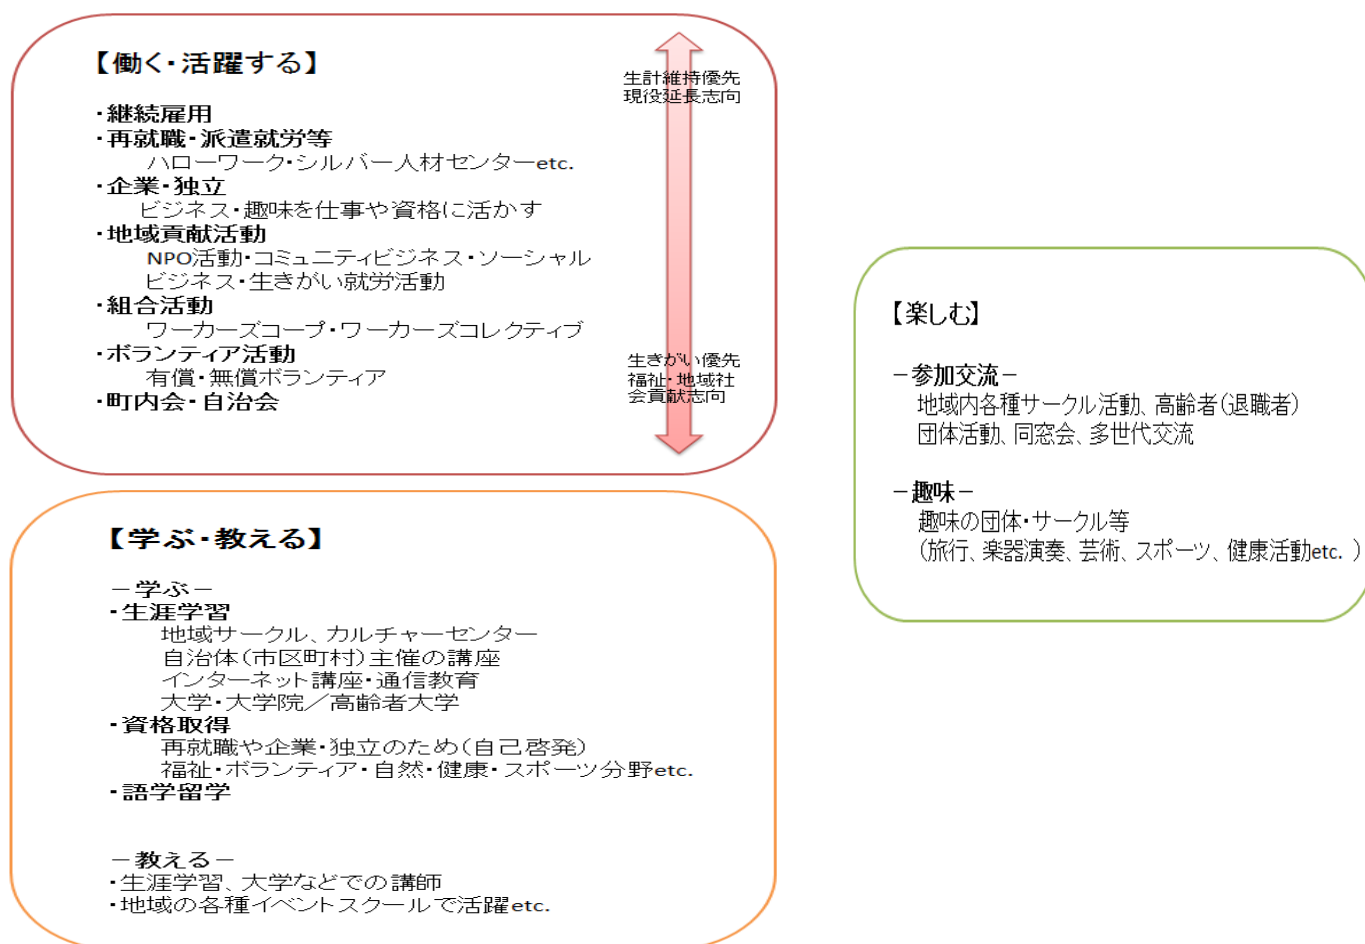 【働く・活躍する】
・継続雇用
・再就職・派遣就労等
ハローワーク・シルバー人材センターetc.
・企業・独立
ビジネス・趣味を仕事や資格に活かす
・地域貢献活動
NPO活動・コミュニティビジネス・ソーシャル
ビジネス・生きがい就労活動
・組合活動
ワーカーズコープ・ワーカーズコレクティブ
・ボランティア活動
有償・無償ボランティア
・町内会・自治会
生計維持優先
現役延長志向
生きがい優先
福祉・地域社
会貢献志向
【学ぶ・教える】
－学ぶ－
・生涯学習
地域サークル、カルチャーセンター
自治体（市区町村）主催の講座
インターネット講座・通信教育
大学・大学院／高齢者大学
・資格取得
再就職や企業・独立のため（自己啓発）
福祉・ボランティア・自然・健康・スポーツ分野etc.
・語学留学
－教える－
・生涯学習、大学などでの講師
・地域の各種イベントスクールで活躍etc.
【楽しむ】
－参加交流－
地域内各種サークル活動、高齢者（退職者）
団体活動、同窓会、多世代交流
－趣味－
趣味の団体・サークル等
（旅行、楽器演奏、芸術、スポーツ、健康活動etc. ）